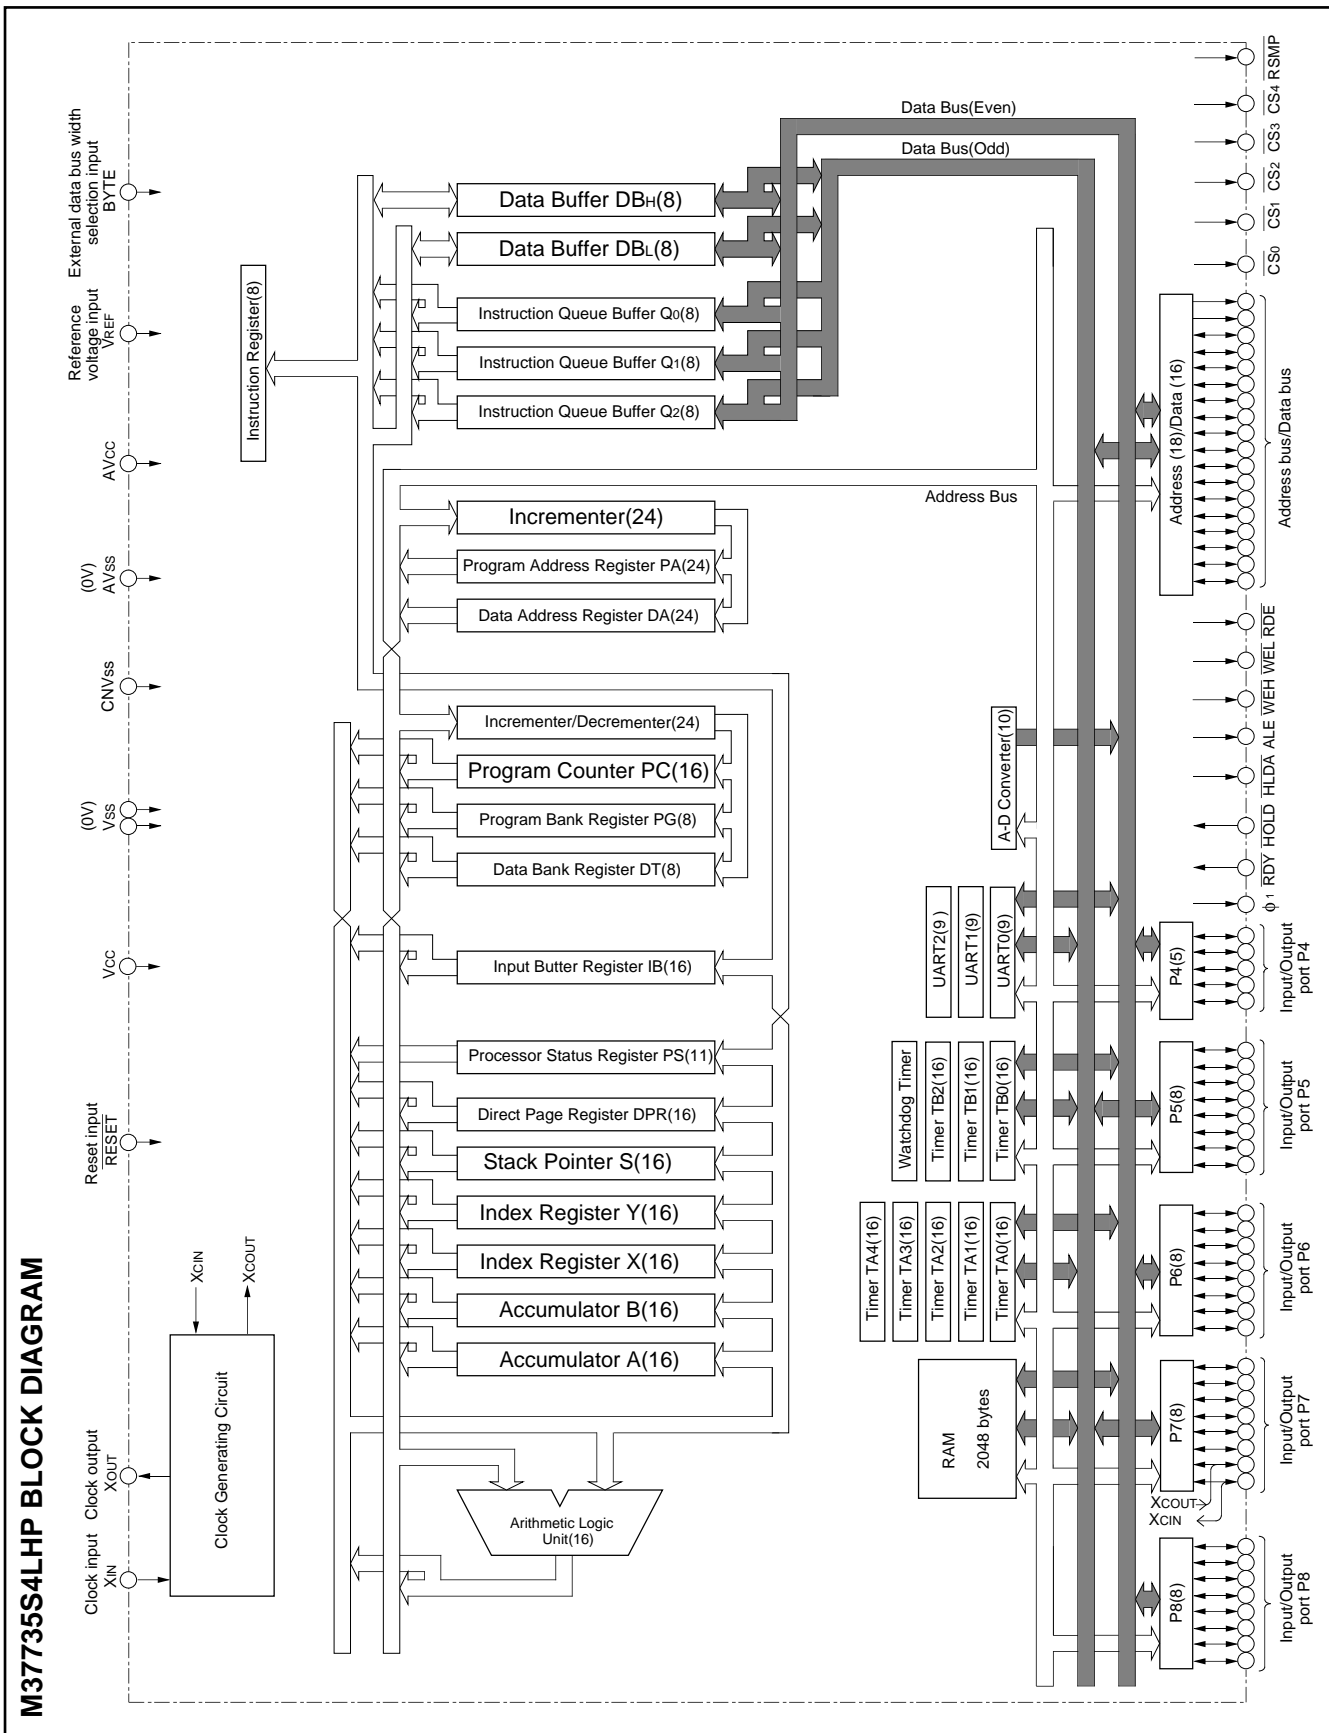 M37735S4LHP BLOCK DIAGRAM
Clock input
XIN
Clock output
XOUT
Reset input
RESET
VCC
(0V)
VSS
CNVss
(0V)
AVSS
AVCC
Reference
voltage input
VREF
External data bus width
selection input
BYTE
Clock Generating Circuit
XCIN
XCOUT
Instruction Register(8)
Data Buffer DBH(8)
Data Buffer DBL(8)
Instruction Queue Buffer Q0(8)
Instruction Queue Buffer Q1(8)
Instruction Queue Buffer Q2(8)
Incrementer(24)
Program Address Register PA(24)
Data Address Register DA(24)
Incrementer/Decrementer(24)
Program Counter PC(16)
Program Bank Register PG(8)
Data Bank Register DT(8)
Input Butter Register IB(16)
Processor Status Register PS(11)
Direct Page Register DPR(16)
Stack Pointer S(16)
Index Register Y(16)
Index Register X(16)
Accumulator B(16)
Accumulator A(16)
Arithmetic Logic
Unit(16)
Data Bus(Even)
Data Bus(Odd)
Address Bus
A-D Converter(10)
UART2(9)
UART1(9)
UART0(9)
Watchdog Timer
Timer TB2(16)
Timer TB1(16)
Timer TB0(16)
Timer TA4(16)
Timer TA3(16)
Timer TA2(16)
Timer TA1(16)
Timer TA0(16)
RAM
2048 bytes
Address (18)/Data (16)
P4(5)
P5(8)
P6(8)
P7(8)
P8(8)
XCOUT
XCIN
RSMP
CS4
CS3
CS2
CS1
CS0
Address bus/Data bus
RDE
WEL
WEH
ALE
HLDA
HOLD
RDY
ϕ1
Input/Output
port P4
Input/Output
port P5
Input/Output
port P6
Input/Output
port P7
Input/Output
port P8